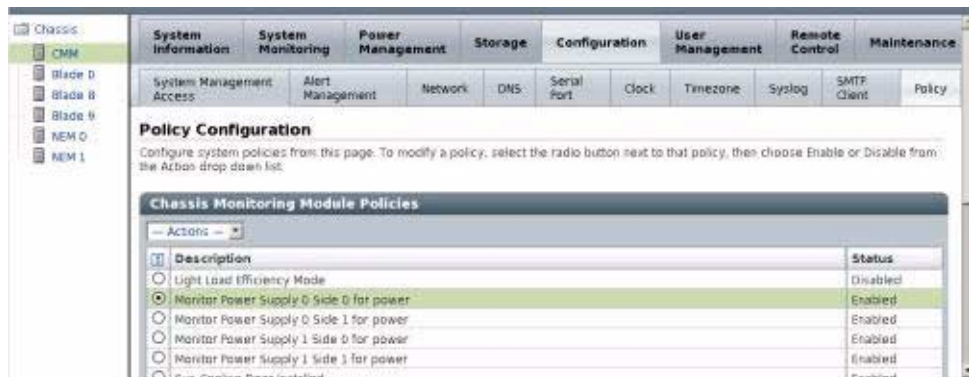 Chassis
CMM
Blade 0
Blade 8
Blade 9
NEM 0
NEM 1
System Information
System Monitoring
Power Management
Storage
Configuration
User Management
Remote Control
Maintenance
System Management Access
Alert Management
Network
DNS
Serial Port
Clock
Timezone
Syslog
SMTP Client
Policy
Policy Configuration
Configure system policies from this page. To modify a policy, select the radio button next to that policy, then choose Enable or Disable from
the Action drop down list
Chassis Monitoring Module Policies
— Actions —
Description Status
Light Load Efficiency Mode Disabled
Monitor Power Supply 0 Side 0 for power Enabled
Monitor Power Supply 0 Side 1 for power Enabled
Monitor Power Supply 1 Side 0 for power Enabled
Monitor Power Supply 1 Side 1 for power Enabled